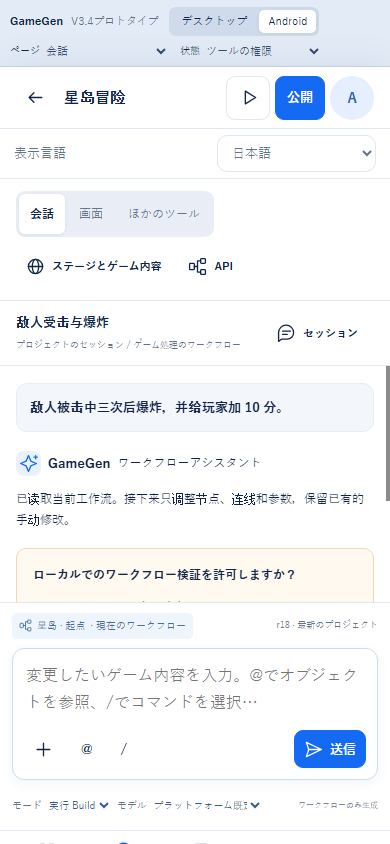 GameGen V3.4プロトタイプ デスクトップ Android
ページ 会話 状態 ツールの権限
星岛冒险 公開 A
表示言語 日本語
会話 画面 ほかのツール
ステージとゲーム内容 API
敌人受击与爆炸
プロジェクトのセッション / ゲーム処理のワークフロー
セッション
敌人被击中三次后爆炸，并给玩家加 10 分。
GameGen ワークフローアシスタント
已读取当前工作流。接下来只调整节点、连线和参数，保留已有的
手动修改。
ローカルでのワークフロー検証を許可しますか？
星岛 · 起点 · 現在のワークフロー r18 · 最新のプロジェクト
変更したいゲーム内容を入力。@でオブジェク
トを参照、/でコマンドを選択…
@ / 送信
モード 実行 Build モデル プラットフォーム既定 ワークフローのみ生成